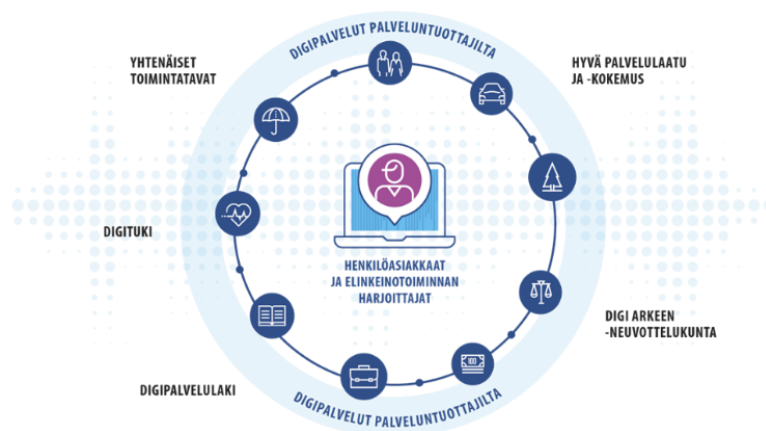 DIGIPALVELUT PALVELUNTUOTTAJILTA
YHTENÄISET
TOIMINTATAVAT
HYVÄ PALVELULAATU
JA -KOKEMUS
DIGITUKI
HENKILÖASIAKKAAT
JA ELINKEINOTOIMINNAN
HARJOITTAJAT
DIGI ARKEEN
-NEUVOTTELUKUNTA
100
DIGIPALVELULAKI
DIGIPALVELUT PALVELUNTUOTTAJILTA